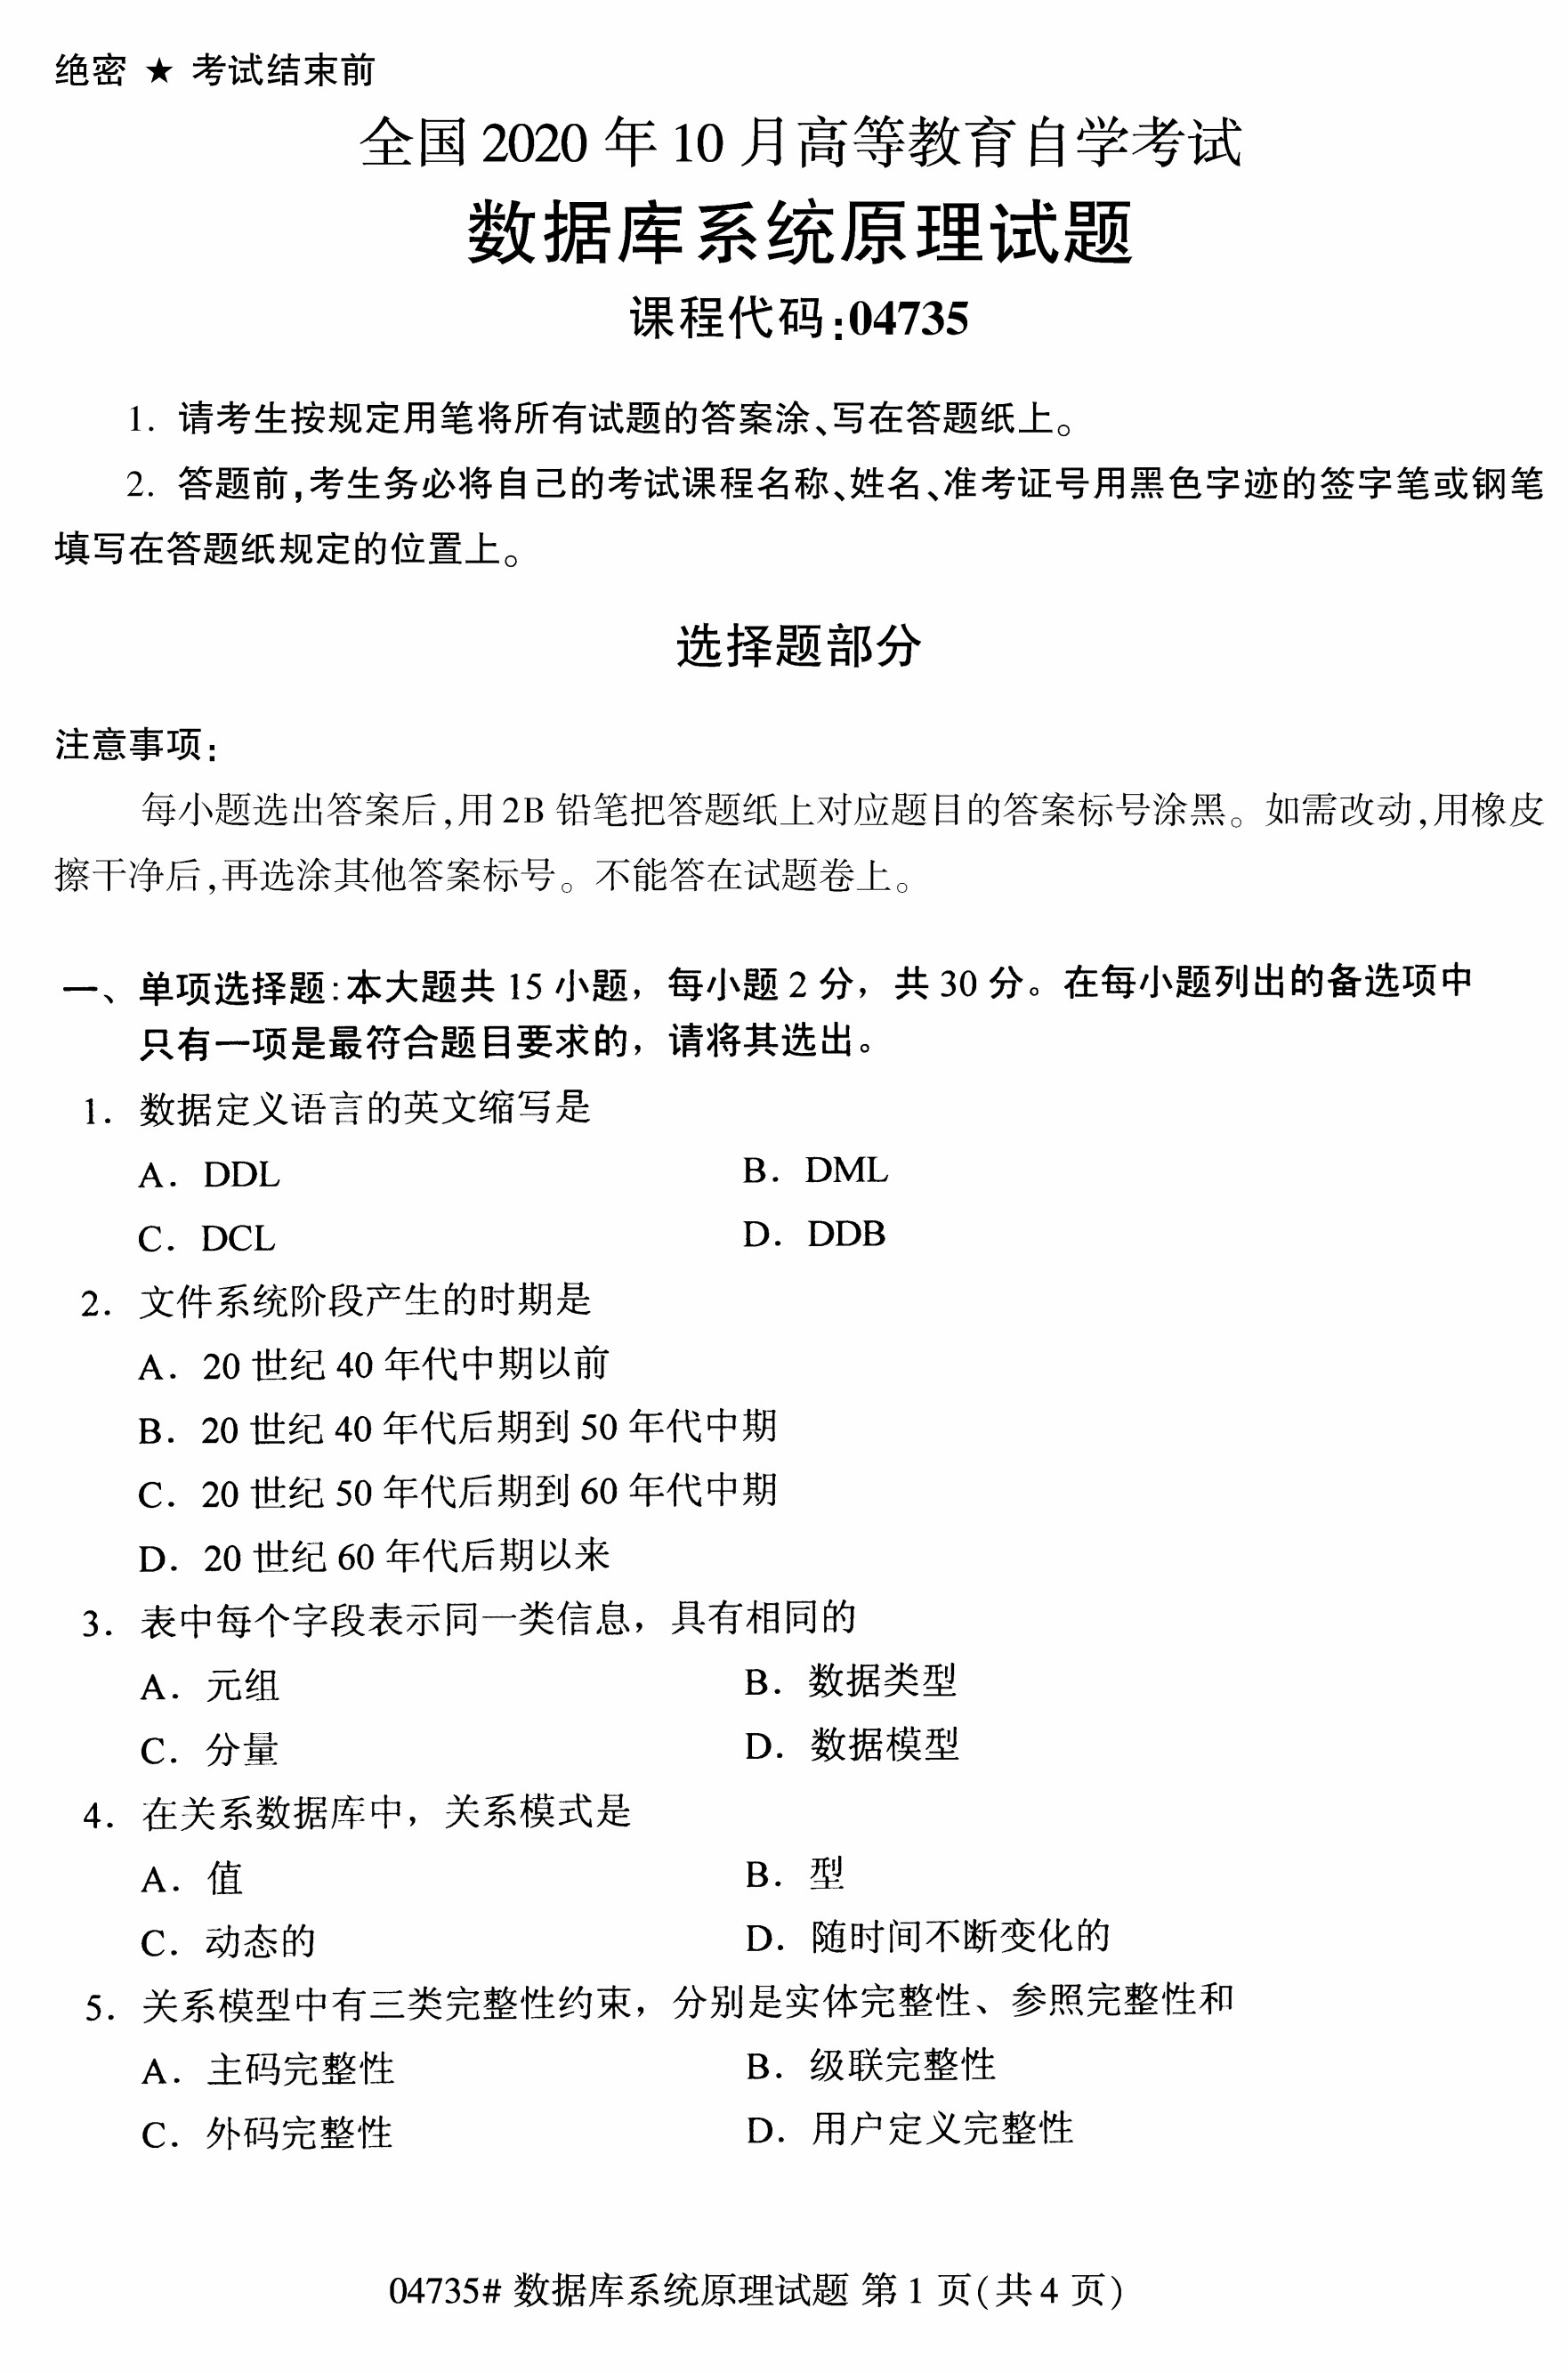 绝密 ★ 考试结束前
全国 2020 年 10 月高等教育自学考试
数据库系统原理试题
课程代码:04735
1. 请考生按规定用笔将所有试题的答案涂、写在答题纸上。
2. 答题前,考生务必将自己的考试课程名称、姓名、准考证号用黑色字迹的签字笔或钢笔
填写在答题纸规定的位置上。
选择题部分
注意事项:
每小题选出答案后,用 2B 铅笔把答题纸上对应题目的答案标号涂黑。如需改动,用橡皮
擦干净后,再选涂其他答案标号。不能答在试题卷上。
一、单项选择题:本大题共 15 小题，每小题 2 分，共 30 分。在每小题列出的备选项中
只有一项是最符合题目要求的，请将其选出。
1. 数据定义语言的英文缩写是
A. DDL B. DML
C. DCL D. DDB
2. 文件系统阶段产生的时期是
A. 20 世纪 40 年代中期以前
B. 20 世纪 40 年代后期到 50 年代中期
C. 20 世纪 50 年代后期到 60 年代中期
D. 20 世纪 60 年代后期以来
3. 表中每个字段表示同一类信息，具有相同的
A. 元组 B. 数据类型
C. 分量 D. 数据模型
4. 在关系数据库中，关系模式是
A. 值 B. 型
C. 动态的 D. 随时间不断变化的
5. 关系模型中有三类完整性约束，分别是实体完整性、参照完整性和
A. 主码完整性 B. 级联完整性
C. 外码完整性 D. 用户定义完整性
04735# 数据库系统原理试题 第 1 页(共 4 页)